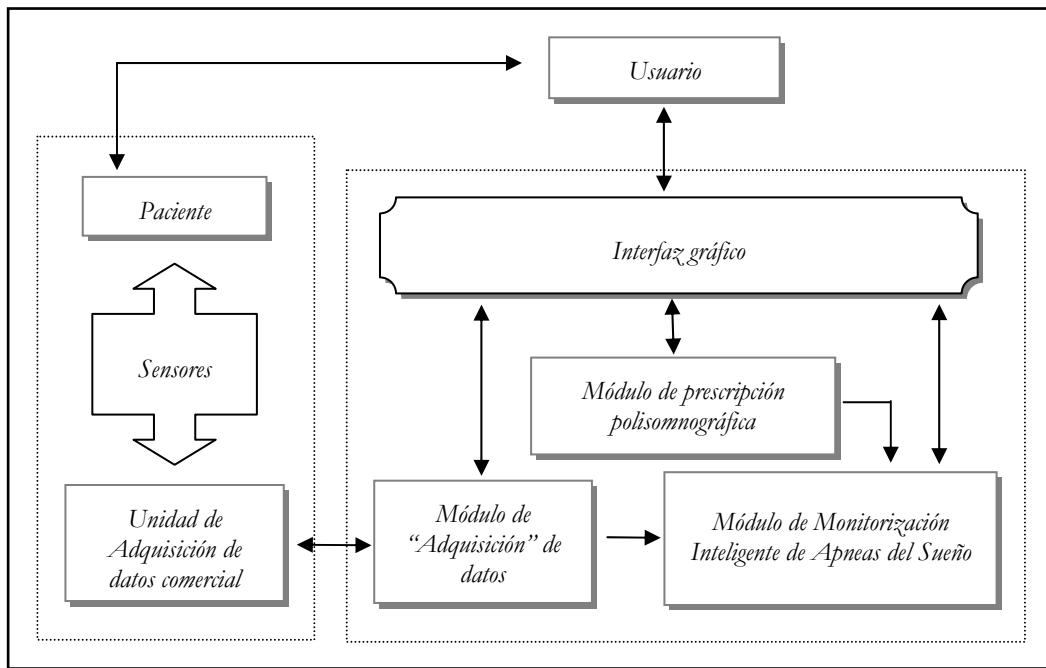 Usuario
Paciente
Interfaz gráfico
Sensores
Módulo de prescripción
polisomnográfica
Unidad de
Adquisición de
datos comercial
Módulo de
“Adquisición” de
datos
Módulo de Monitorización
Inteligente de Apneas del Sueño